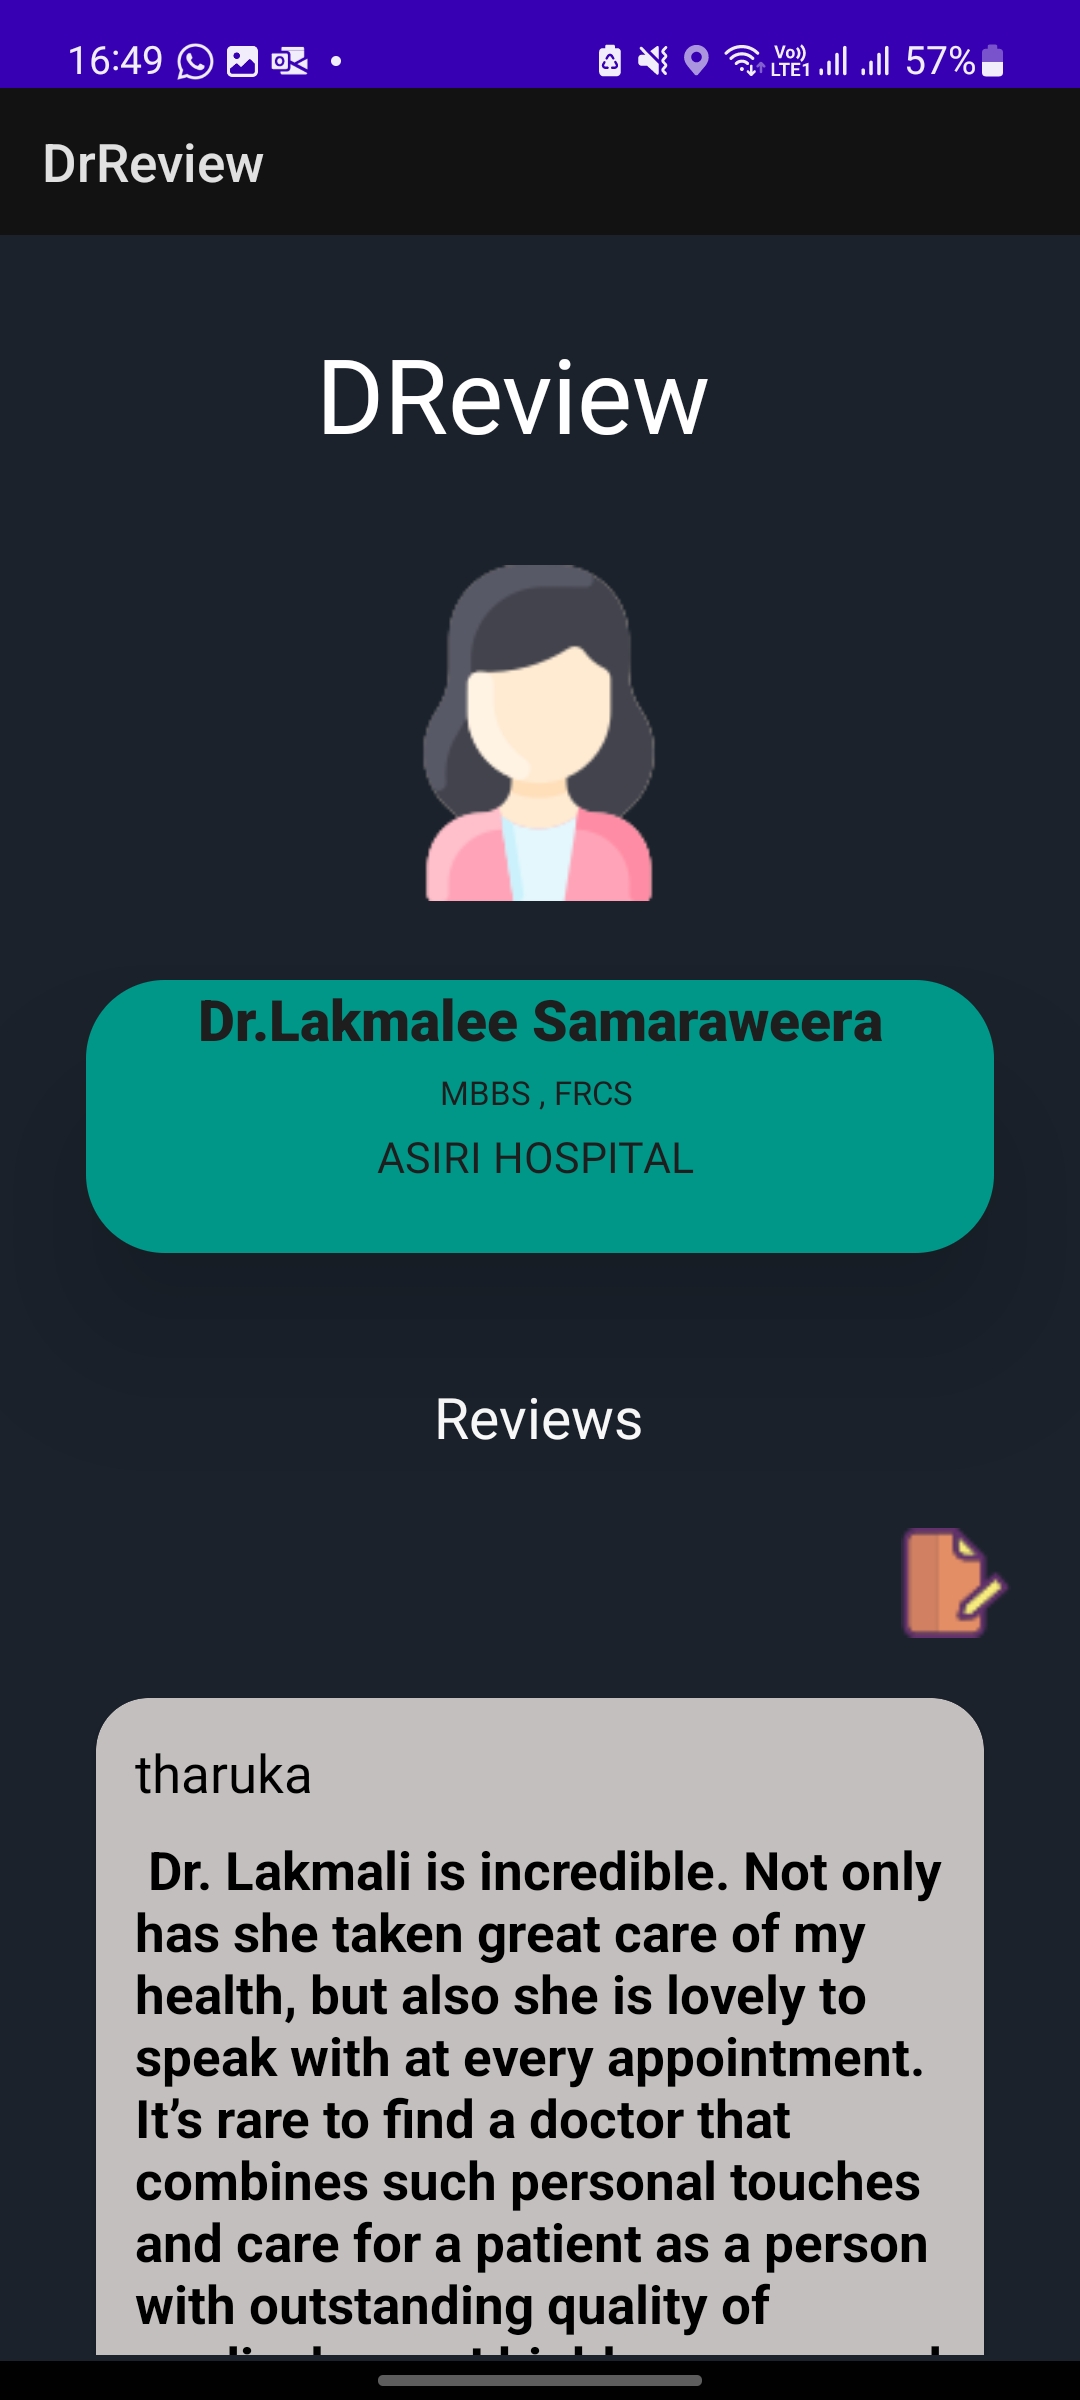 16:49
Vo)) LTE1 57%
DrReview
DReview
Dr.Lakmalee Samaraweera
MBBS , FRCS
ASIRI HOSPITAL
Reviews
tharuka
Dr. Lakmali is incredible. Not only
has she taken great care of my
health, but also she is lovely to
speak with at every appointment.
It’s rare to find a doctor that
combines such personal touches
and care for a patient as a person
with outstanding quality of